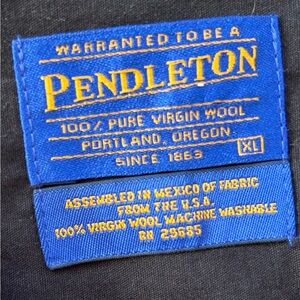 WARRANTED TO BE A
PENDLETON
100% PURE VIRGIN WOOL
PORTLAND, OREGON
SINCE 1863
XL
ASSEMBLED IN MEXICO OF FABRIC
FROM THE U.S.A.
100% VIRGIN WOOL MACHINE WASHABLE
RN 29685